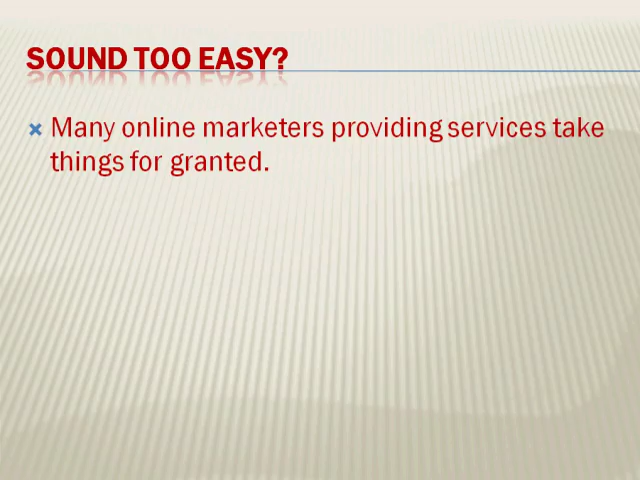 SOUND TOO EASY?
Many online marketers providing services take
things for granted.